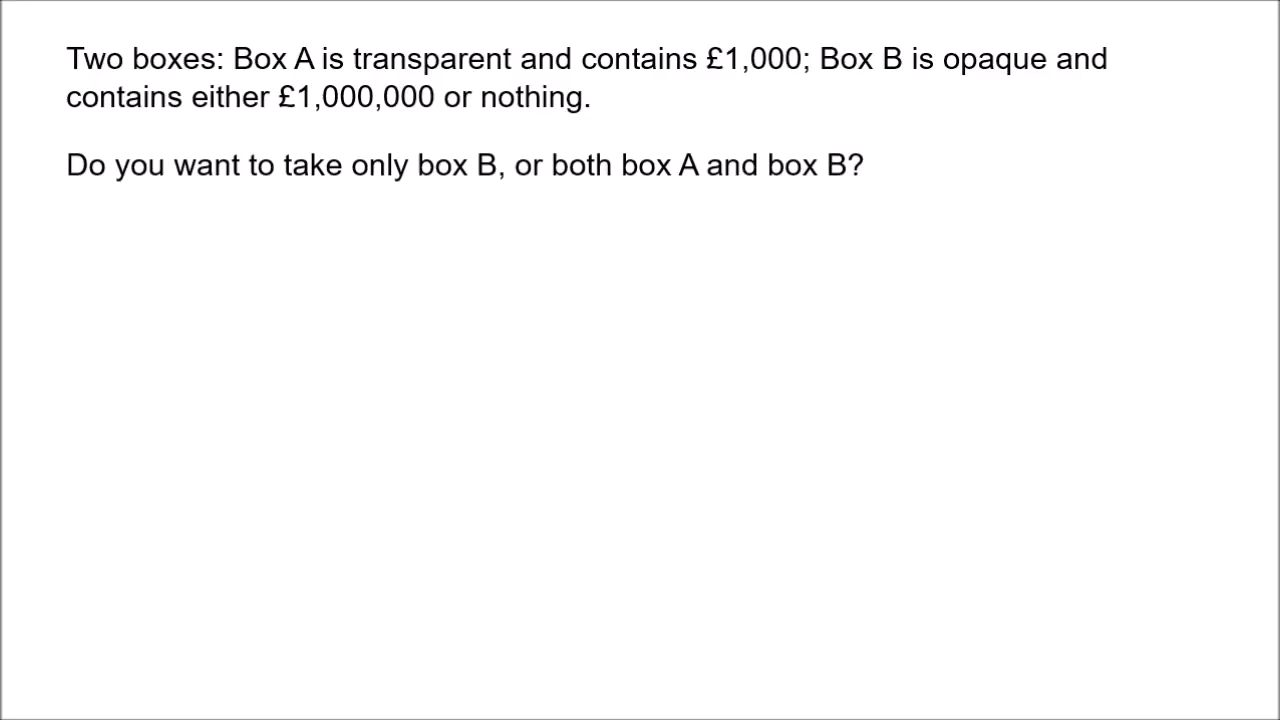 Two boxes: Box A is transparent and contains £1,000; Box B is opaque and
contains either £1,000,000 or nothing.
Do you want to take only box B, or both box A and box B?